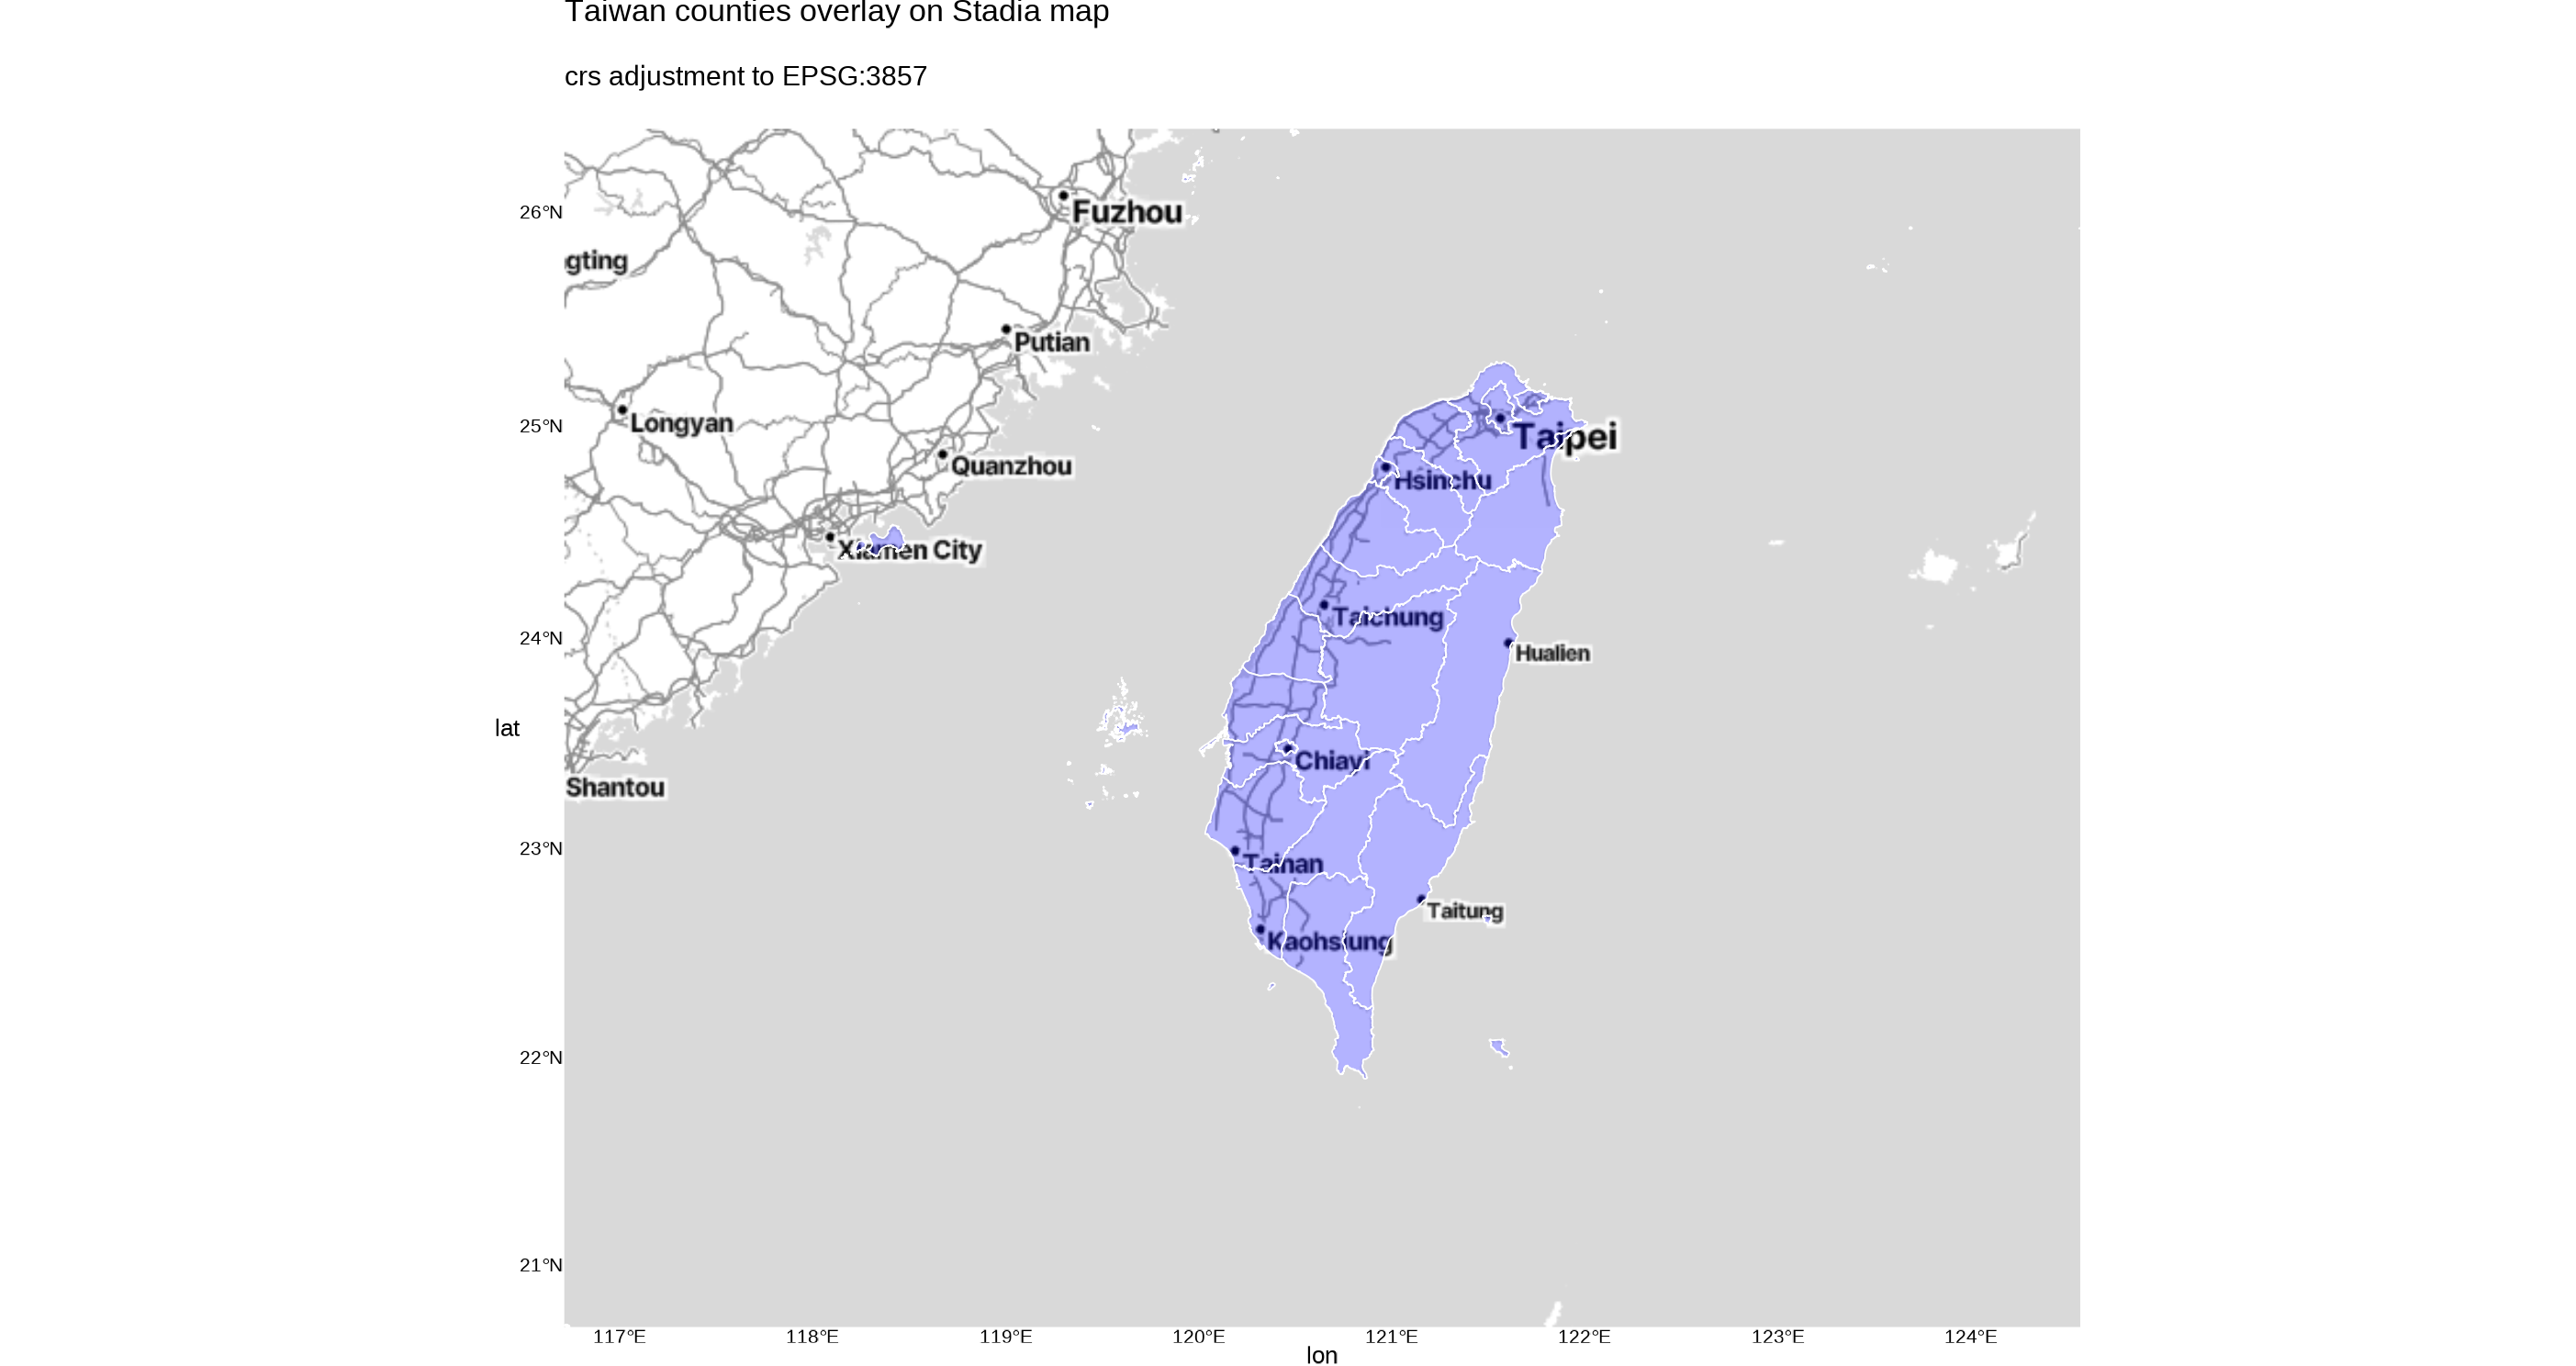 Taiwan counties overlay on Stadia map
crs adjustment to EPSG:3857
26°N
Fuzhou
gting
Putian
25°N
Longyan
Taipei
Quanzhou
Hsinchu
Xiamen City
24°N
Taichung
Hualien
lat
Chiayi
Shantou
23°N
Tainan
Taitung
Kaohsiung
22°N
21°N
117°E 118°E 119°E 120°E 121°E 122°E 123°E 124°E
lon